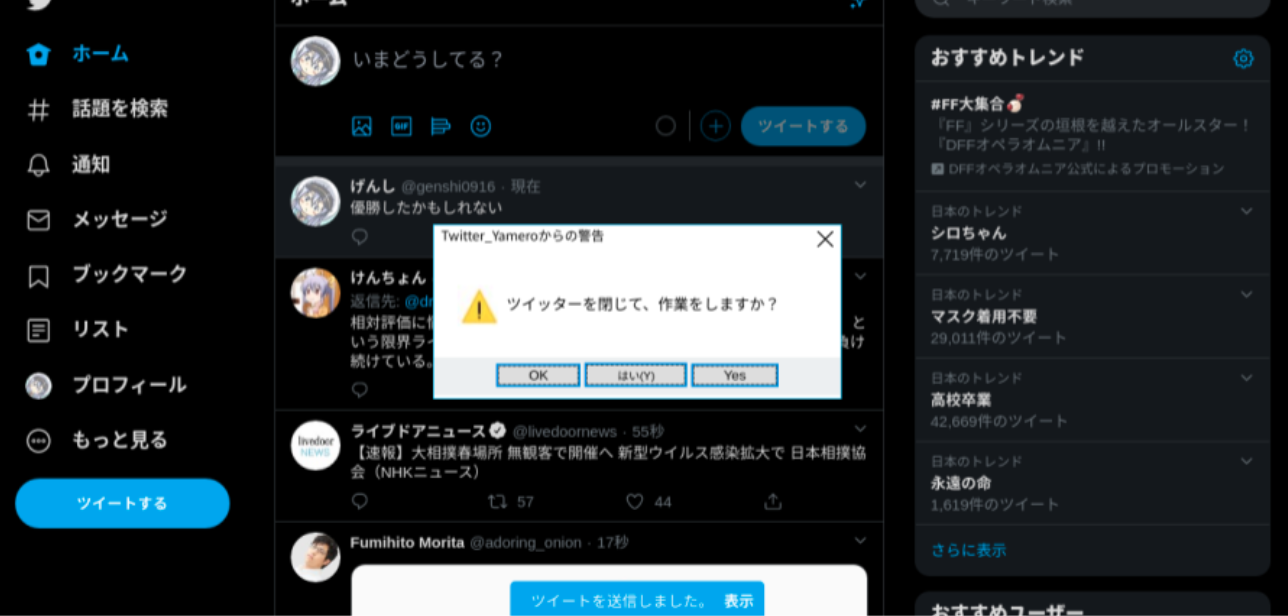 ホーム
話題を検索
通知
メッセージ
ブックマーク
リスト
プロフィール
もっと見る
ツイートする
ホーム
いまどうしてる？
GIF
ツイートする
げんし @genshi0916 · 現在
優勝したかもしれない
けんちょん
返信先: @dr
相対評価に
と
いう限界ラ
負け
続けている。
Twitter_Yameroからの警告
ツイッターを閉じて、作業をしますか？
OK
はい(Y)
Yes
livedoor
NEWS
ライブドアニュース @livedoornews · 55秒
【速報】大相撲春場所 無観客で開催へ 新型ウイルス感染拡大で 日本相撲協
会（NHKニュース）
57
44
Fumihito Morita @adoring_onion · 17秒
ツイートを送信しました。 表示
キーワード検索
おすすめトレンド
#FF大集合
『FF』シリーズの垣根を越えたオールスター！
『DFFオペラオムニア』!!
DFFオペラオムニア公式によるプロモーション
日本のトレンド
シロちゃん
7,719件のツイート
日本のトレンド
マスク着用不要
29,011件のツイート
日本のトレンド
高校卒業
42,669件のツイート
日本のトレンド
永遠の命
1,619件のツイート
さらに表示
おすすめユーザー